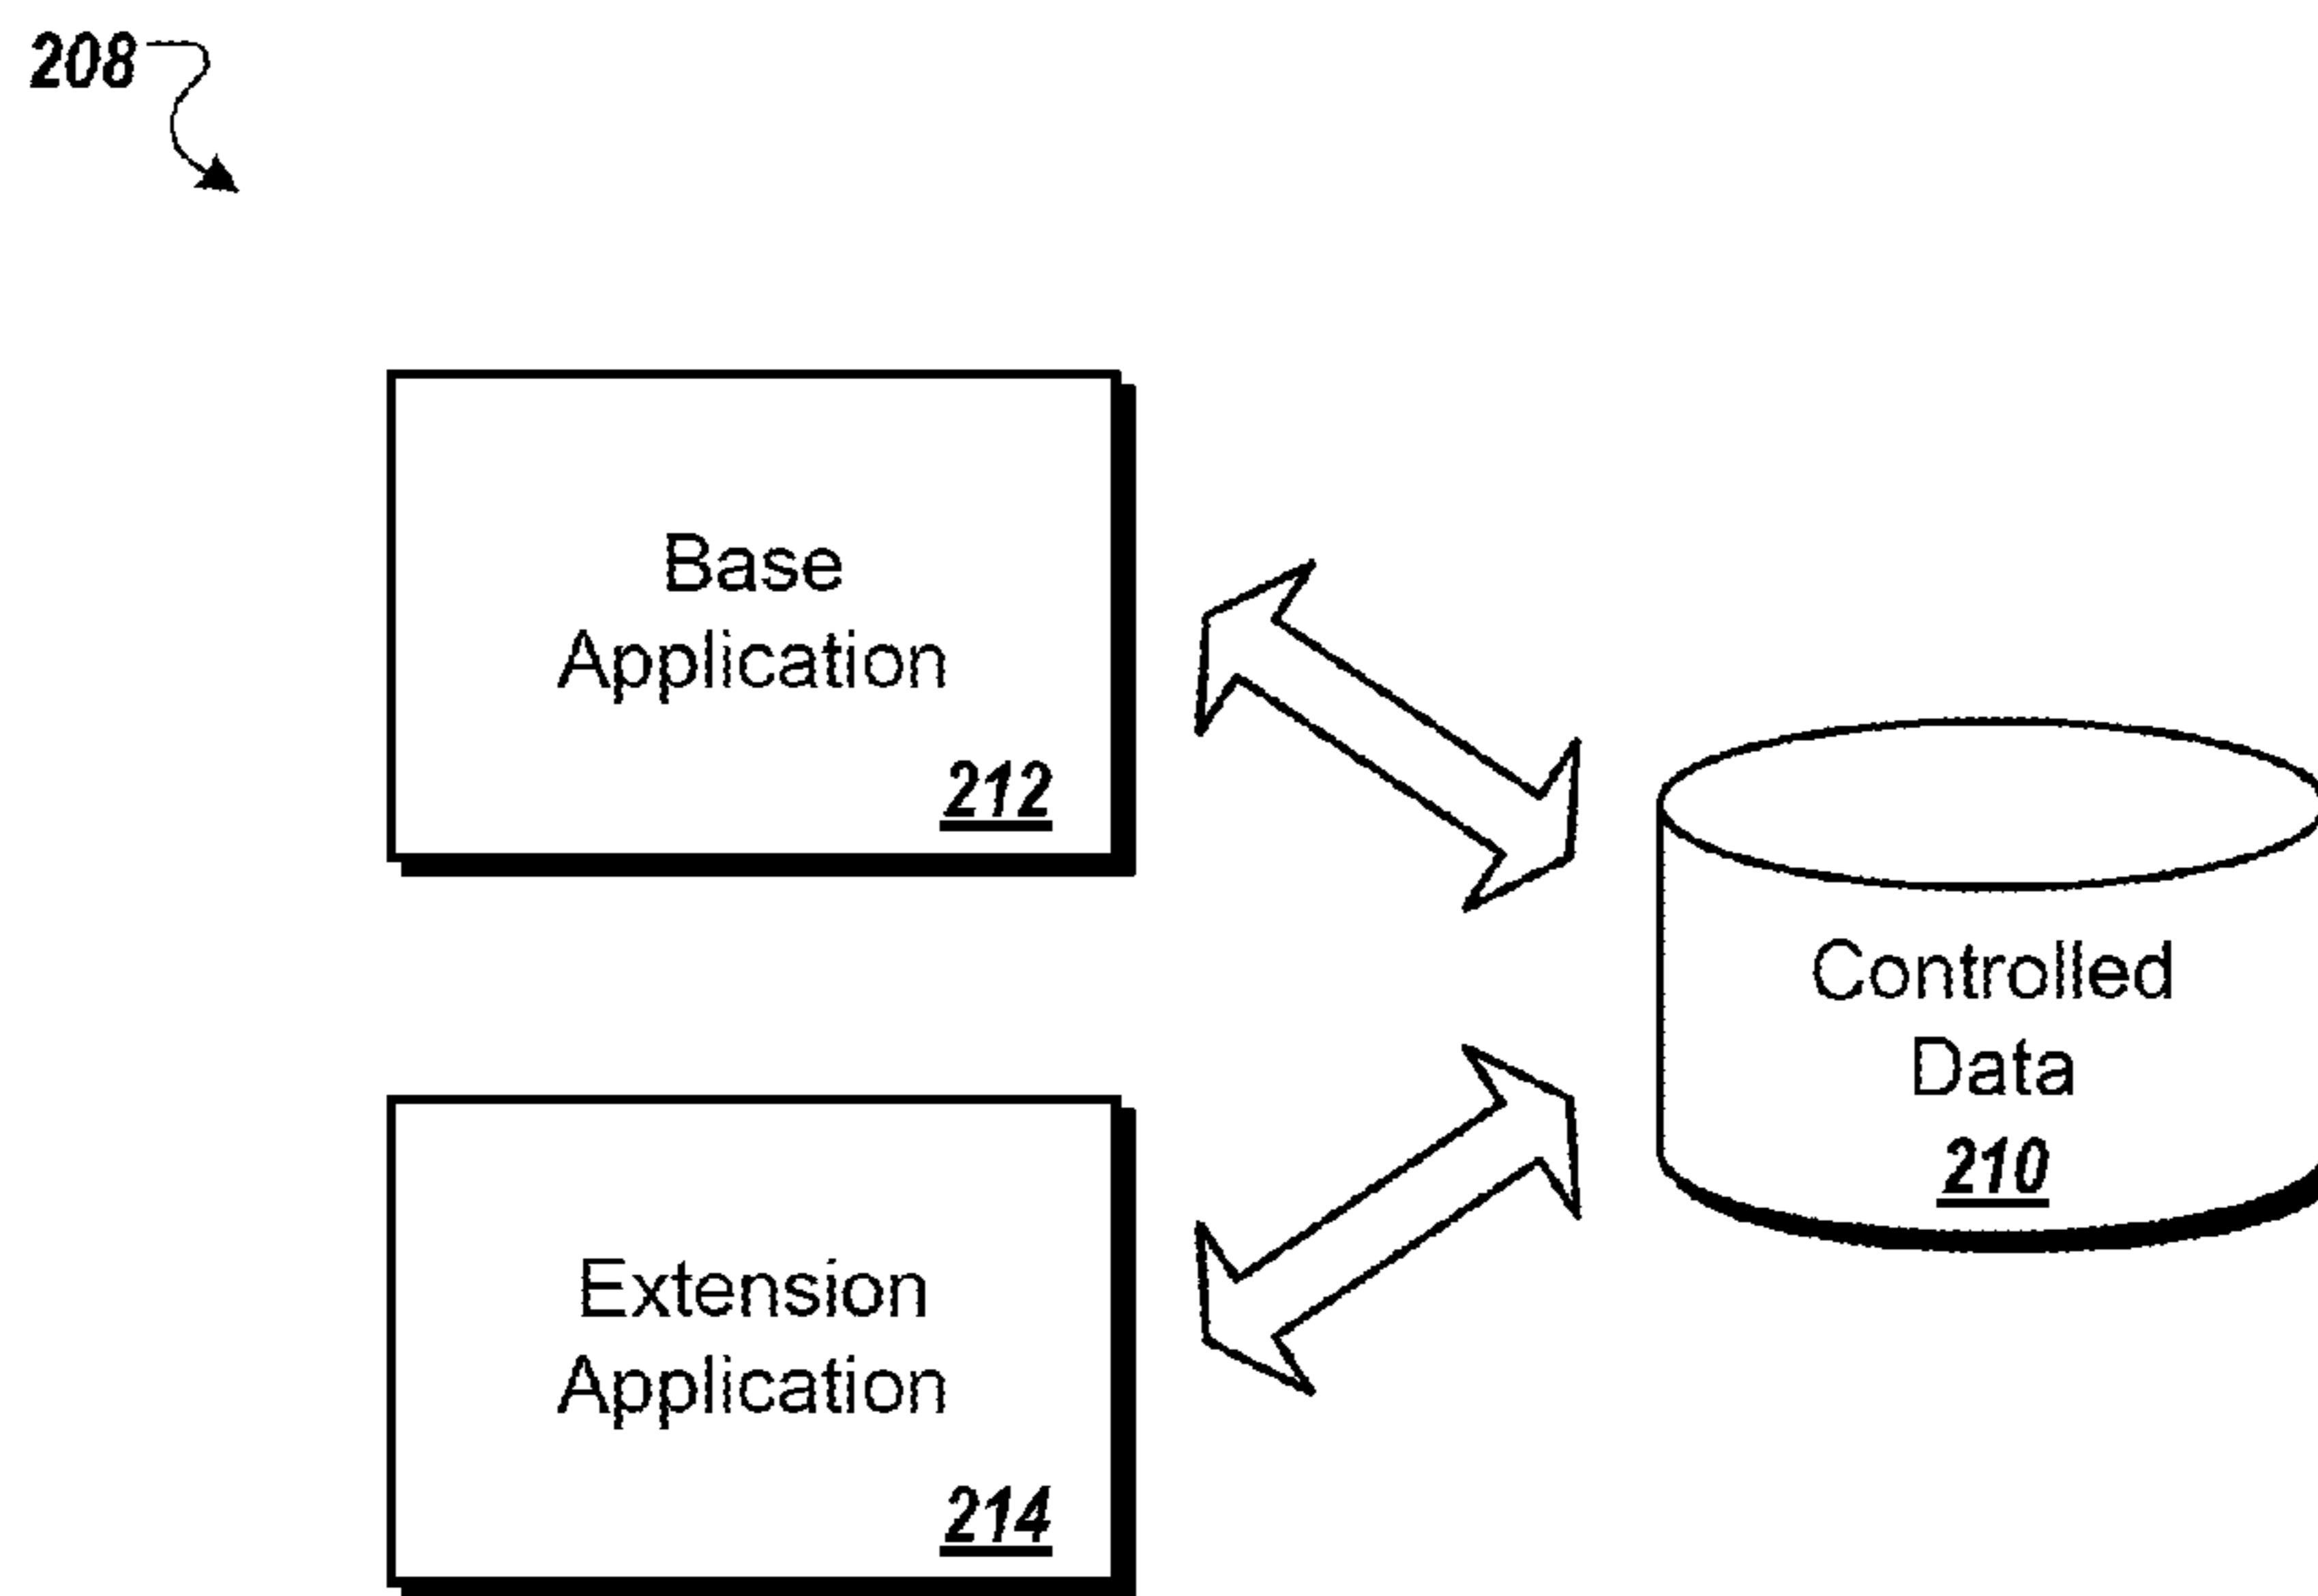 208
Base
Application
212
Controlled
Data
210
Extension
Application
214